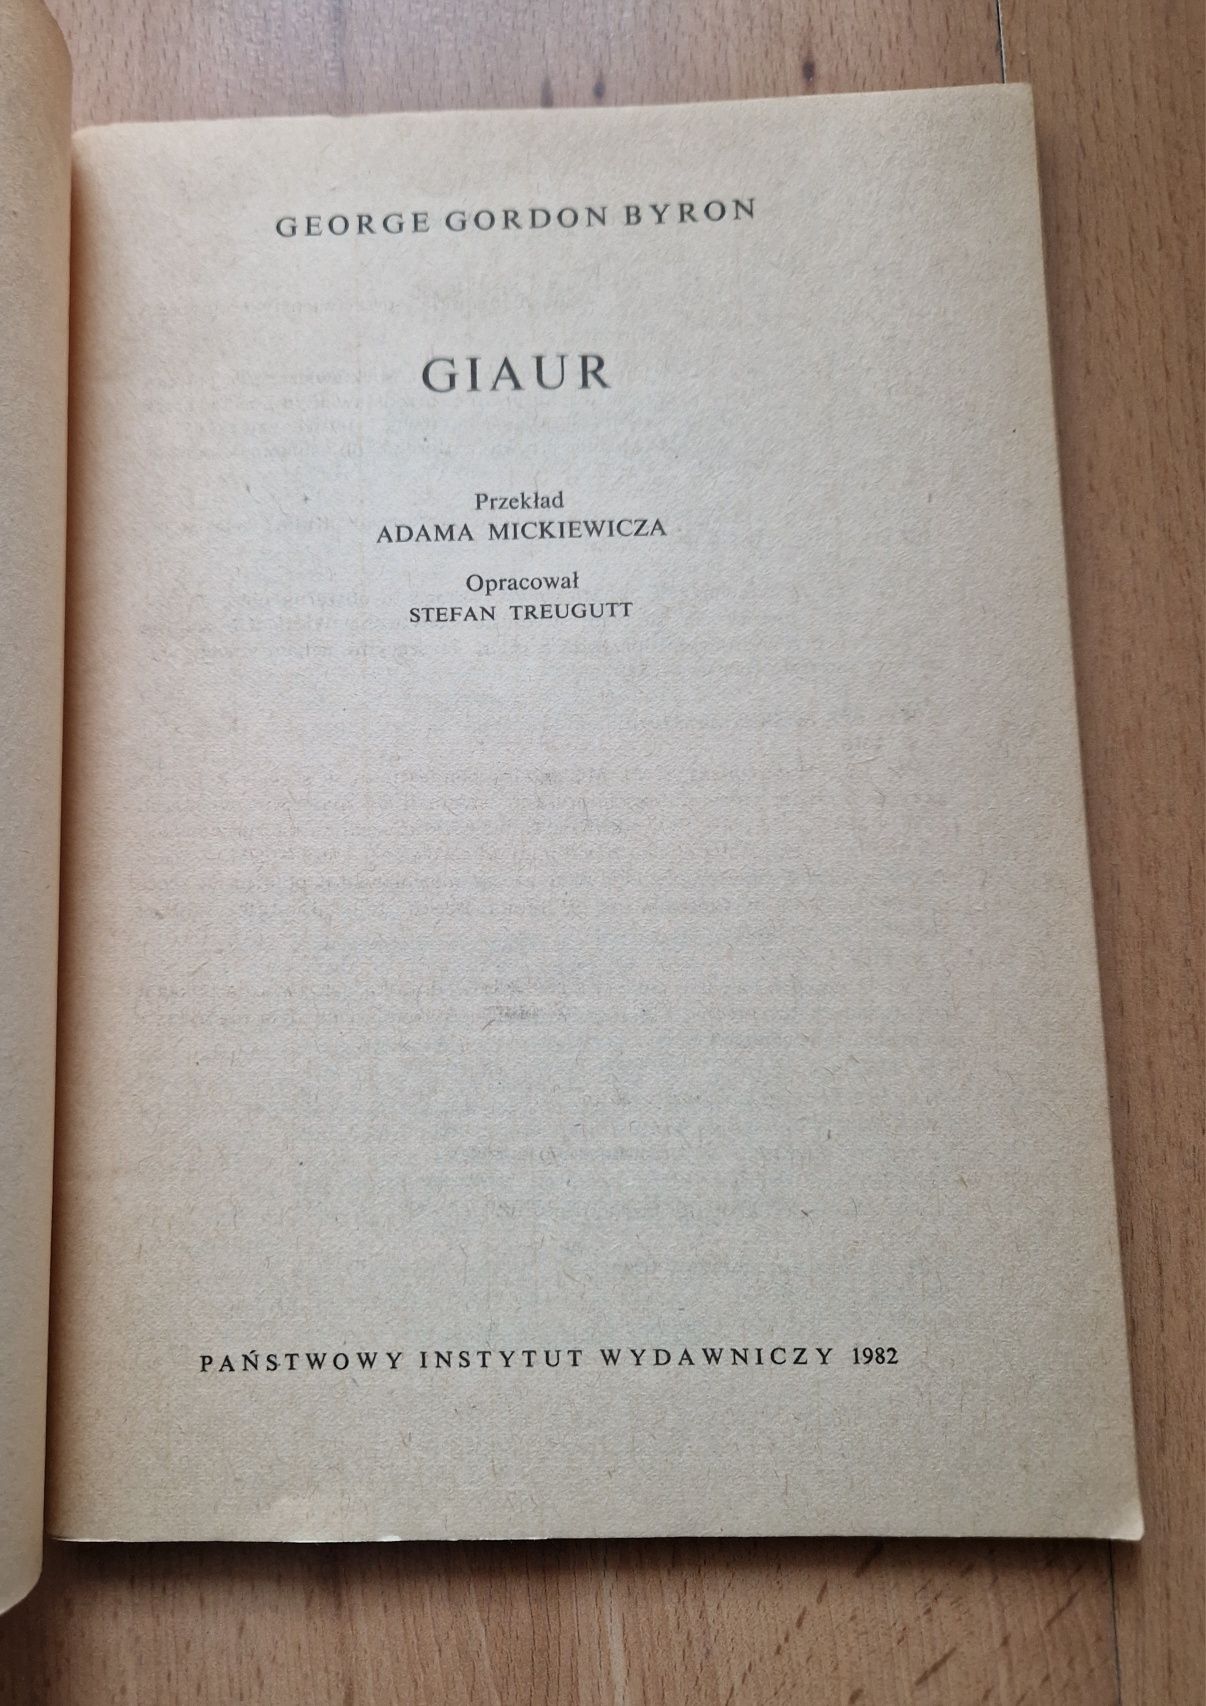 GEORGE GORDON BYRON
GIAUR
Przekład
ADAMA MICKIEWICZA
Opracował
STEFAN TREUGUTT
PAŃSTWOWY INSTYTUT WYDAWNICZY 1982